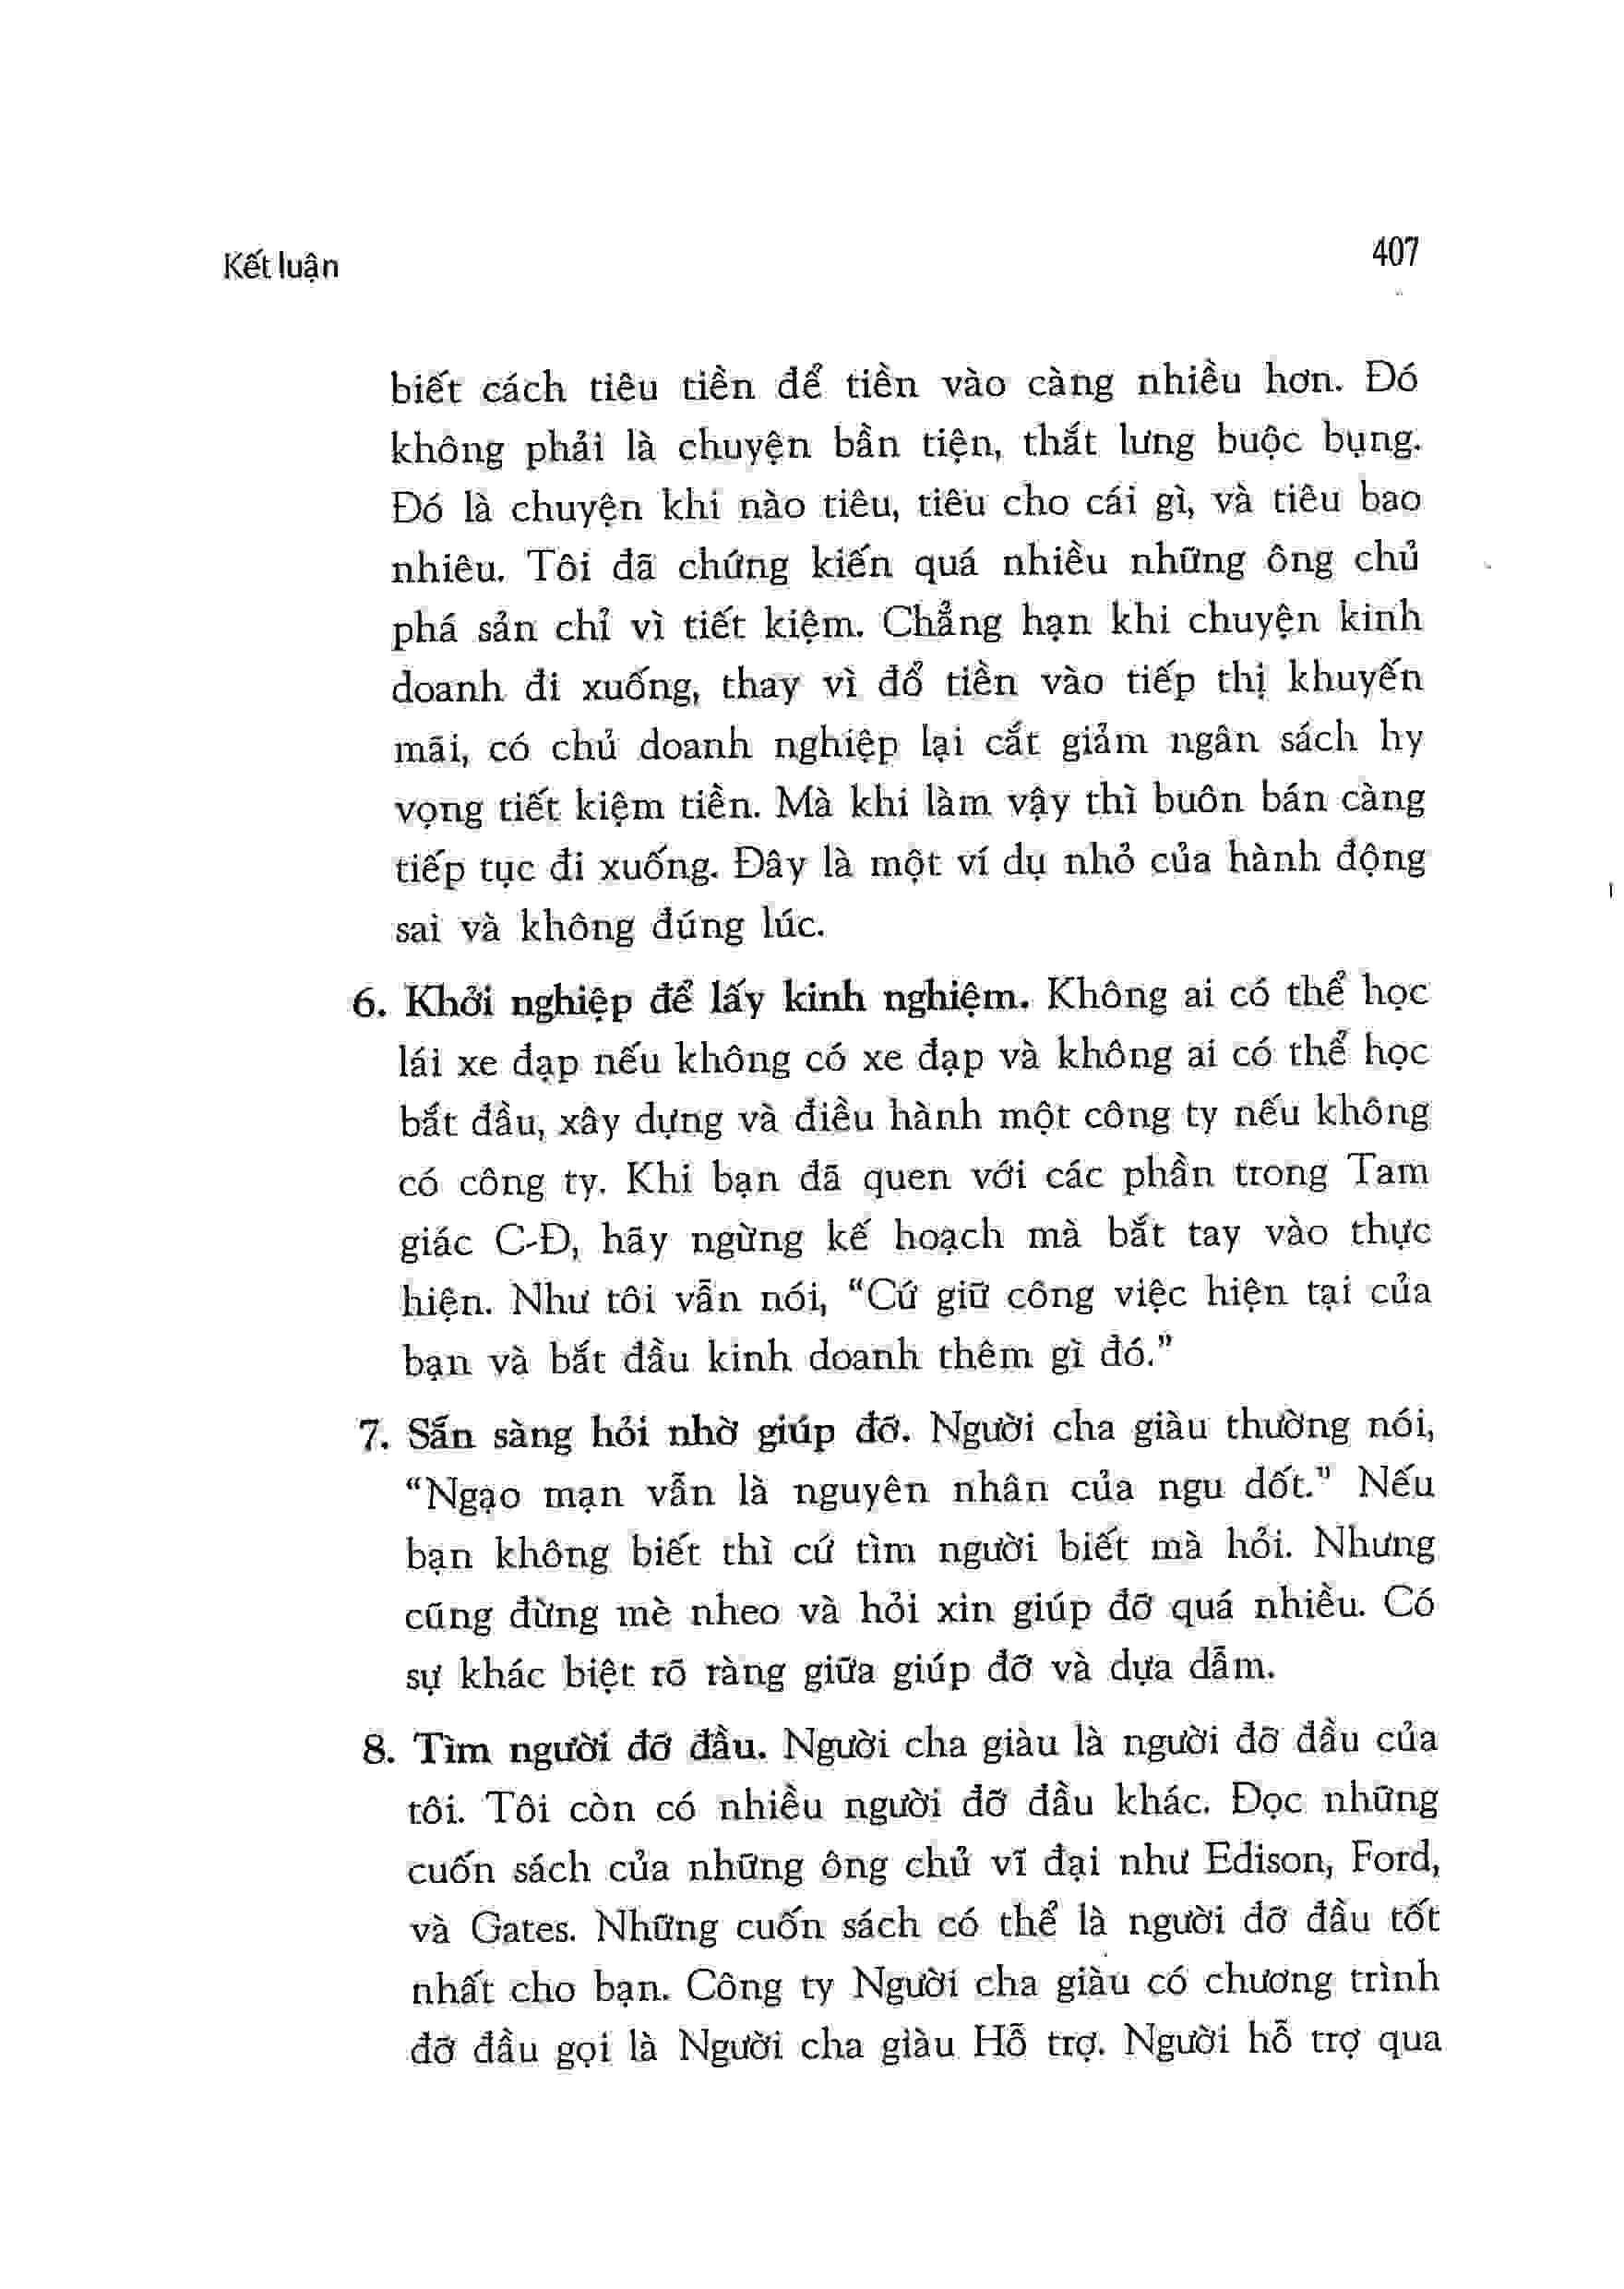 Kết luận
407
biết cách tiêu tiền để tiền vào càng nhiều hơn. Đó
không phải là chuyện bần tiện, thắt lưng buộc bụng.
Đó là chuyện khi nào tiêu, tiêu cho cái gì, và tiêu bao
nhiêu. Tôi đã chứng kiến quá nhiều những ông chủ
phá sản chỉ vì tiết kiệm. Chẳng hạn khi chuyện kinh
doanh đi xuống, thay vì đổ tiền vào tiếp thị khuyến
mãi, có chủ doanh nghiệp lại cắt giảm ngân sách hy
vọng tiết kiệm tiền. Mà khi làm vậy thì buôn bán càng
tiếp tục đi xuống. Đây là một ví dụ nhỏ của hành động
sai và không đúng lúc.
6. Khởi nghiệp để lấy kinh nghiệm. Không ai có thể học
lái xe đạp nếu không có xe đạp và không ai có thể học
bắt đầu, xây dựng và điều hành một công ty nếu không
có công ty. Khi bạn đã quen với các phần trong Tam
giác C-Đ, hãy ngừng kế hoạch mà bắt tay vào thực
hiện. Như tôi vẫn nói, “Cứ giữ công việc hiện tại của
bạn và bắt đầu kinh doanh thêm gì đó.”
7. Sẵn sàng hỏi nhờ giúp đỡ. Người cha giàu thường nói,
“Ngạo mạn vẫn là nguyên nhân của ngu dốt.” Nếu
bạn không biết thì cứ tìm người biết mà hỏi. Nhưng
cũng đừng mè nheo và hỏi xin giúp đỡ quá nhiều. Có
sự khác biệt rõ ràng giữa giúp đỡ và dựa dẫm.
8. Tìm người đỡ đầu. Người cha giàu là người đỡ đầu của
tôi. Tôi còn có nhiều người đỡ đầu khác. Đọc những
cuốn sách của những ông chủ vĩ đại như Edison, Ford,
và Gates. Những cuốn sách có thể là người đỡ đầu tốt
nhất cho bạn. Công ty Người cha giàu có chương trình
đỡ đầu gọi là Người cha giàu Hỗ trợ. Người hỗ trợ qua